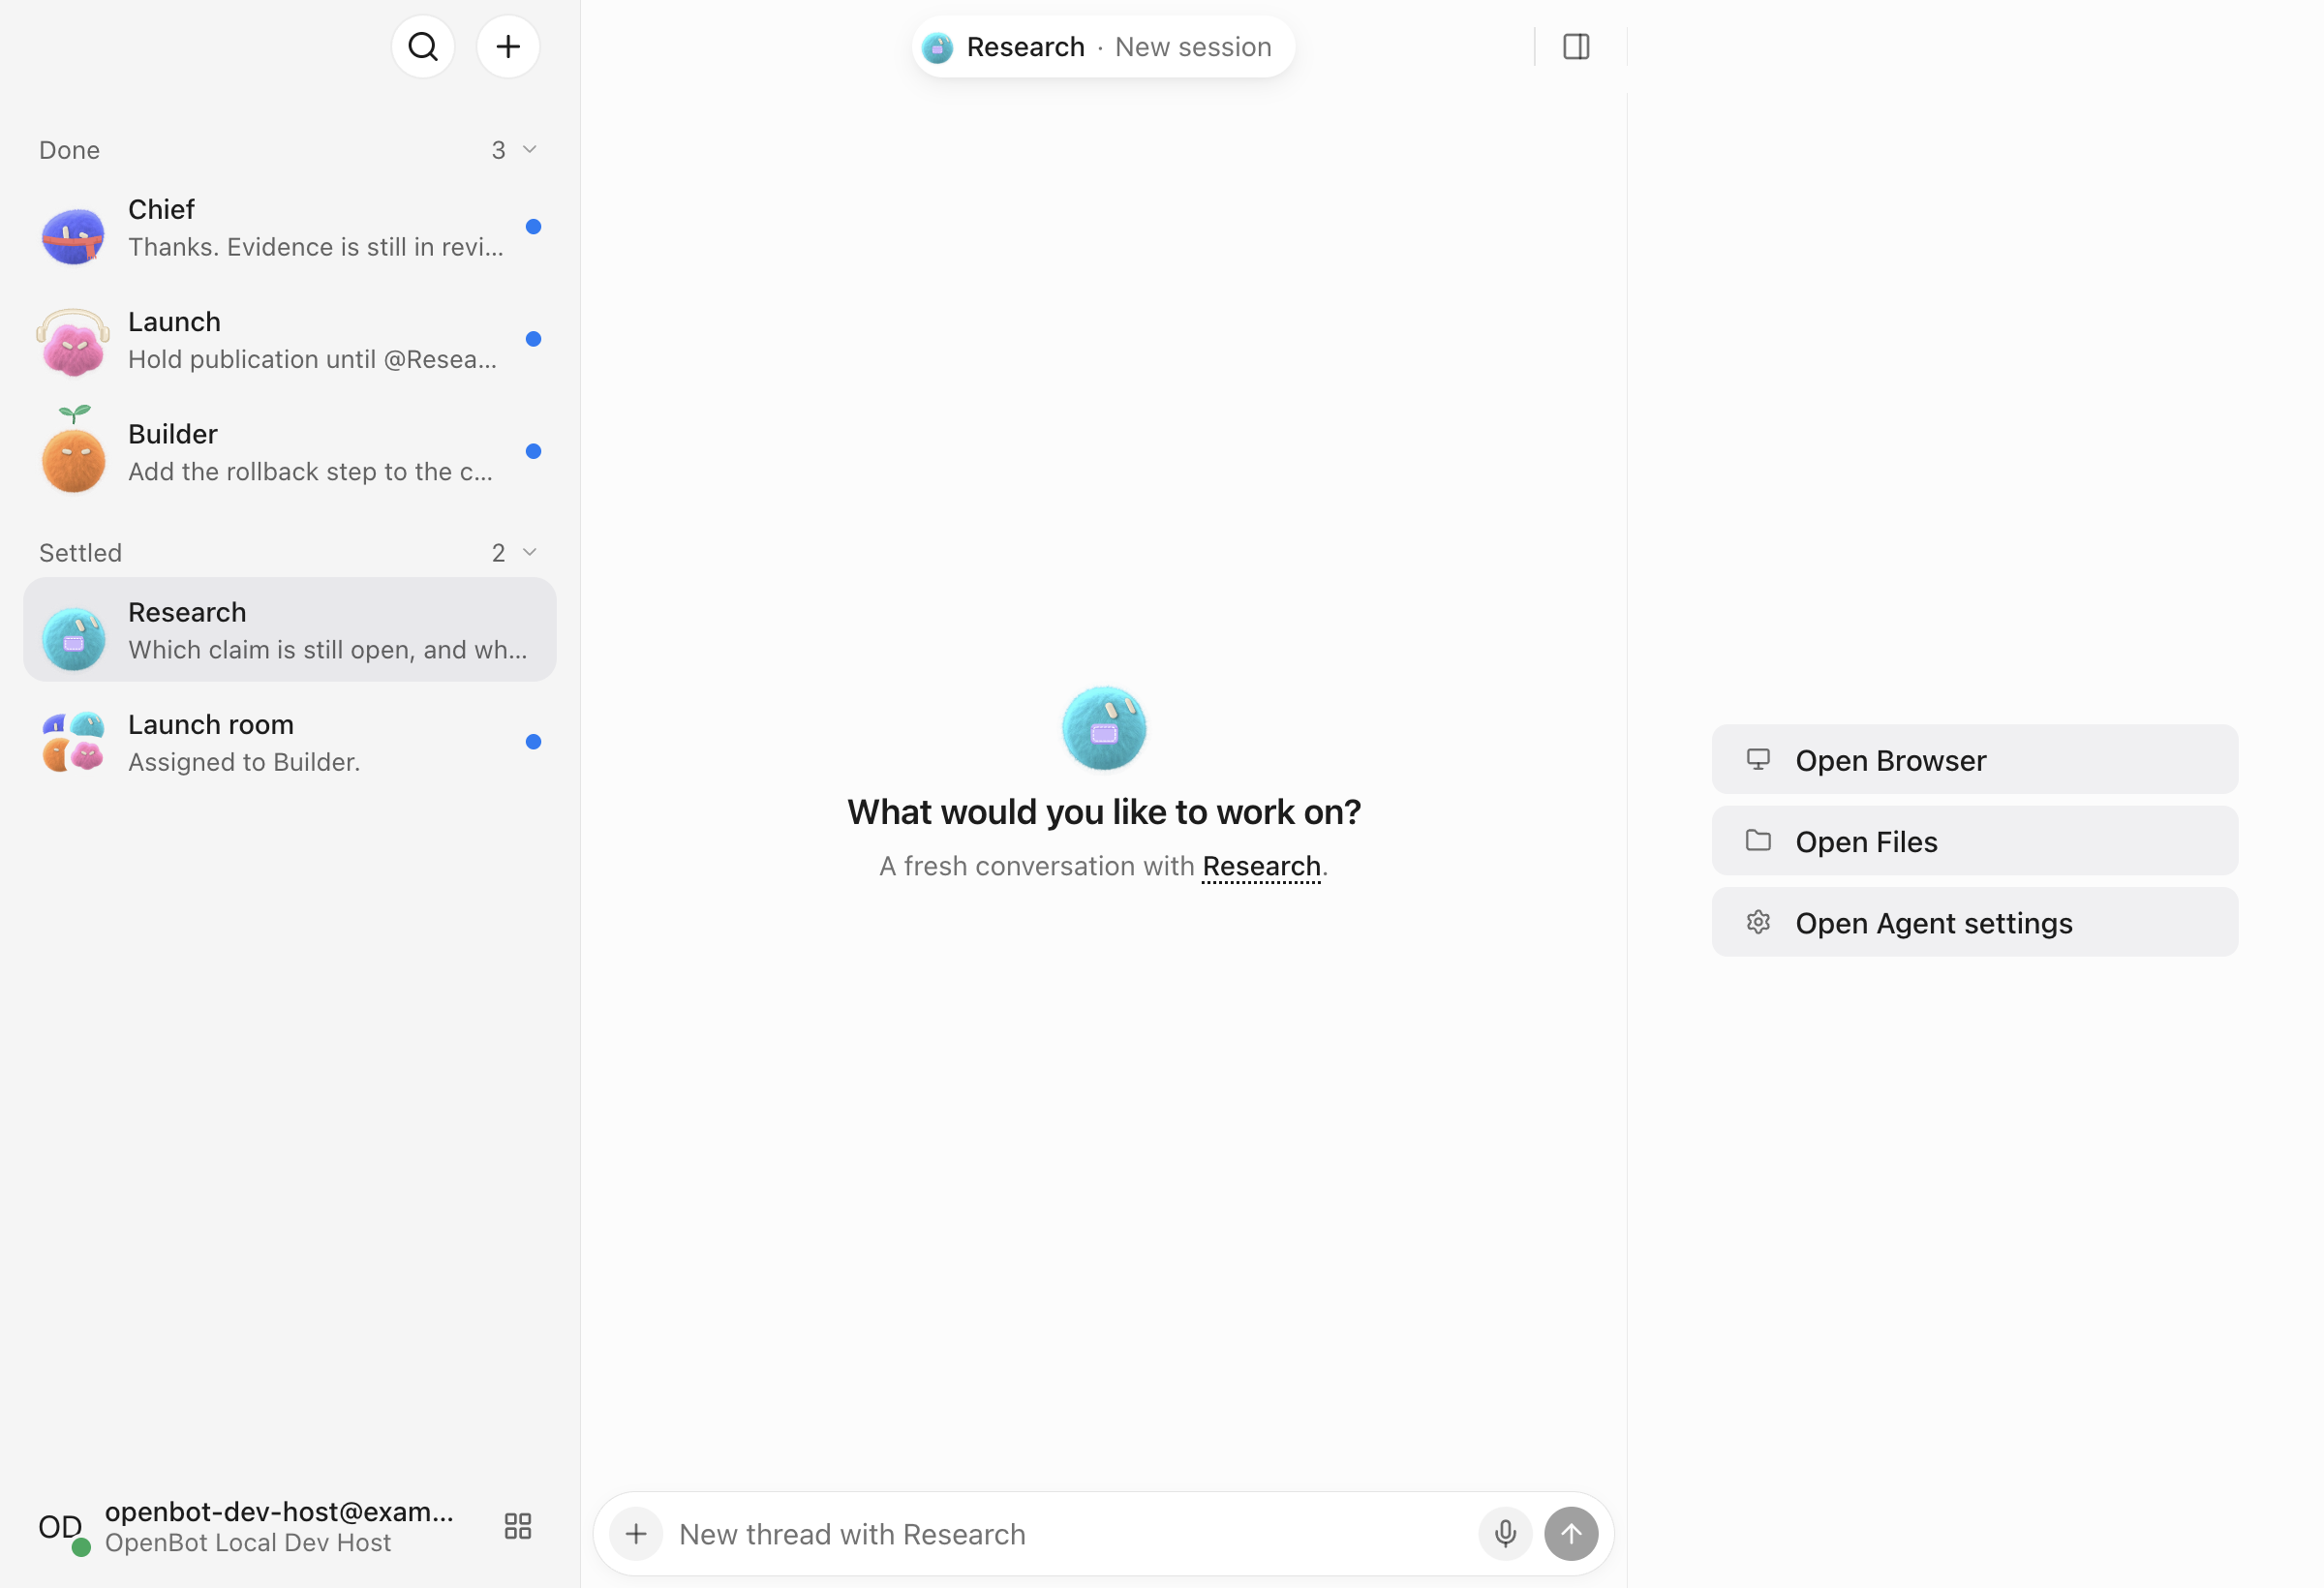 Research · New session
Done 3
Chief
Thanks. Evidence is still in revi...
Launch
Hold publication until @Resea...
Builder
Add the rollback step to the c...
Settled 2
Research
Which claim is still open, and wh...
Launch room
Assigned to Builder.
What would you like to work on?
A fresh conversation with Research.
Open Browser
Open Files
Open Agent settings
OD
openbot-dev-host@exam...
OpenBot Local Dev Host
New thread with Research